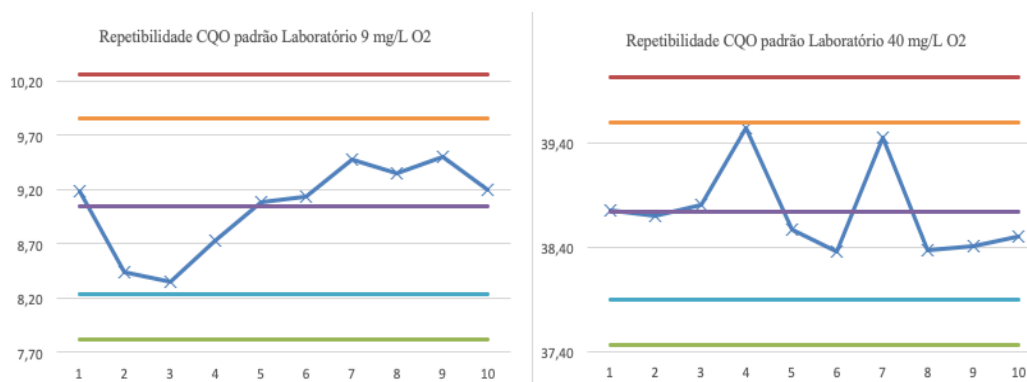 Repetibilidade CQO padrão Laboratório 9 mg/L O2
10,20
9,70
9,20
8,70
8,20
7,70
1 2 3 4 5 6 7 8 9 10
Repetibilidade CQO padrão Laboratório 40 mg/L O2
39,40
38,40
37,40
1 2 3 4 5 6 7 8 9 10